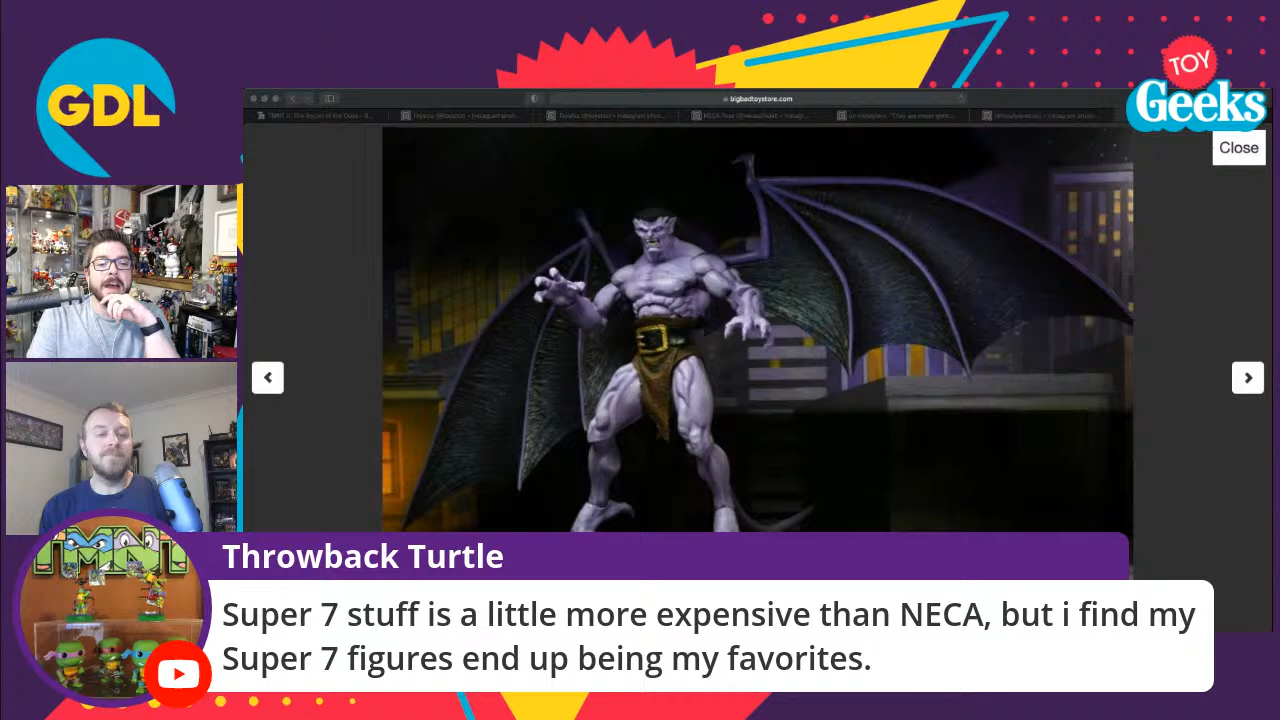 GDL
TOY
Geeks
bigbadtoystore.com
Close
TMNT
Throwback Turtle
Super 7 stuff is a little more expensive than NECA, but i find my
Super 7 figures end up being my favorites.